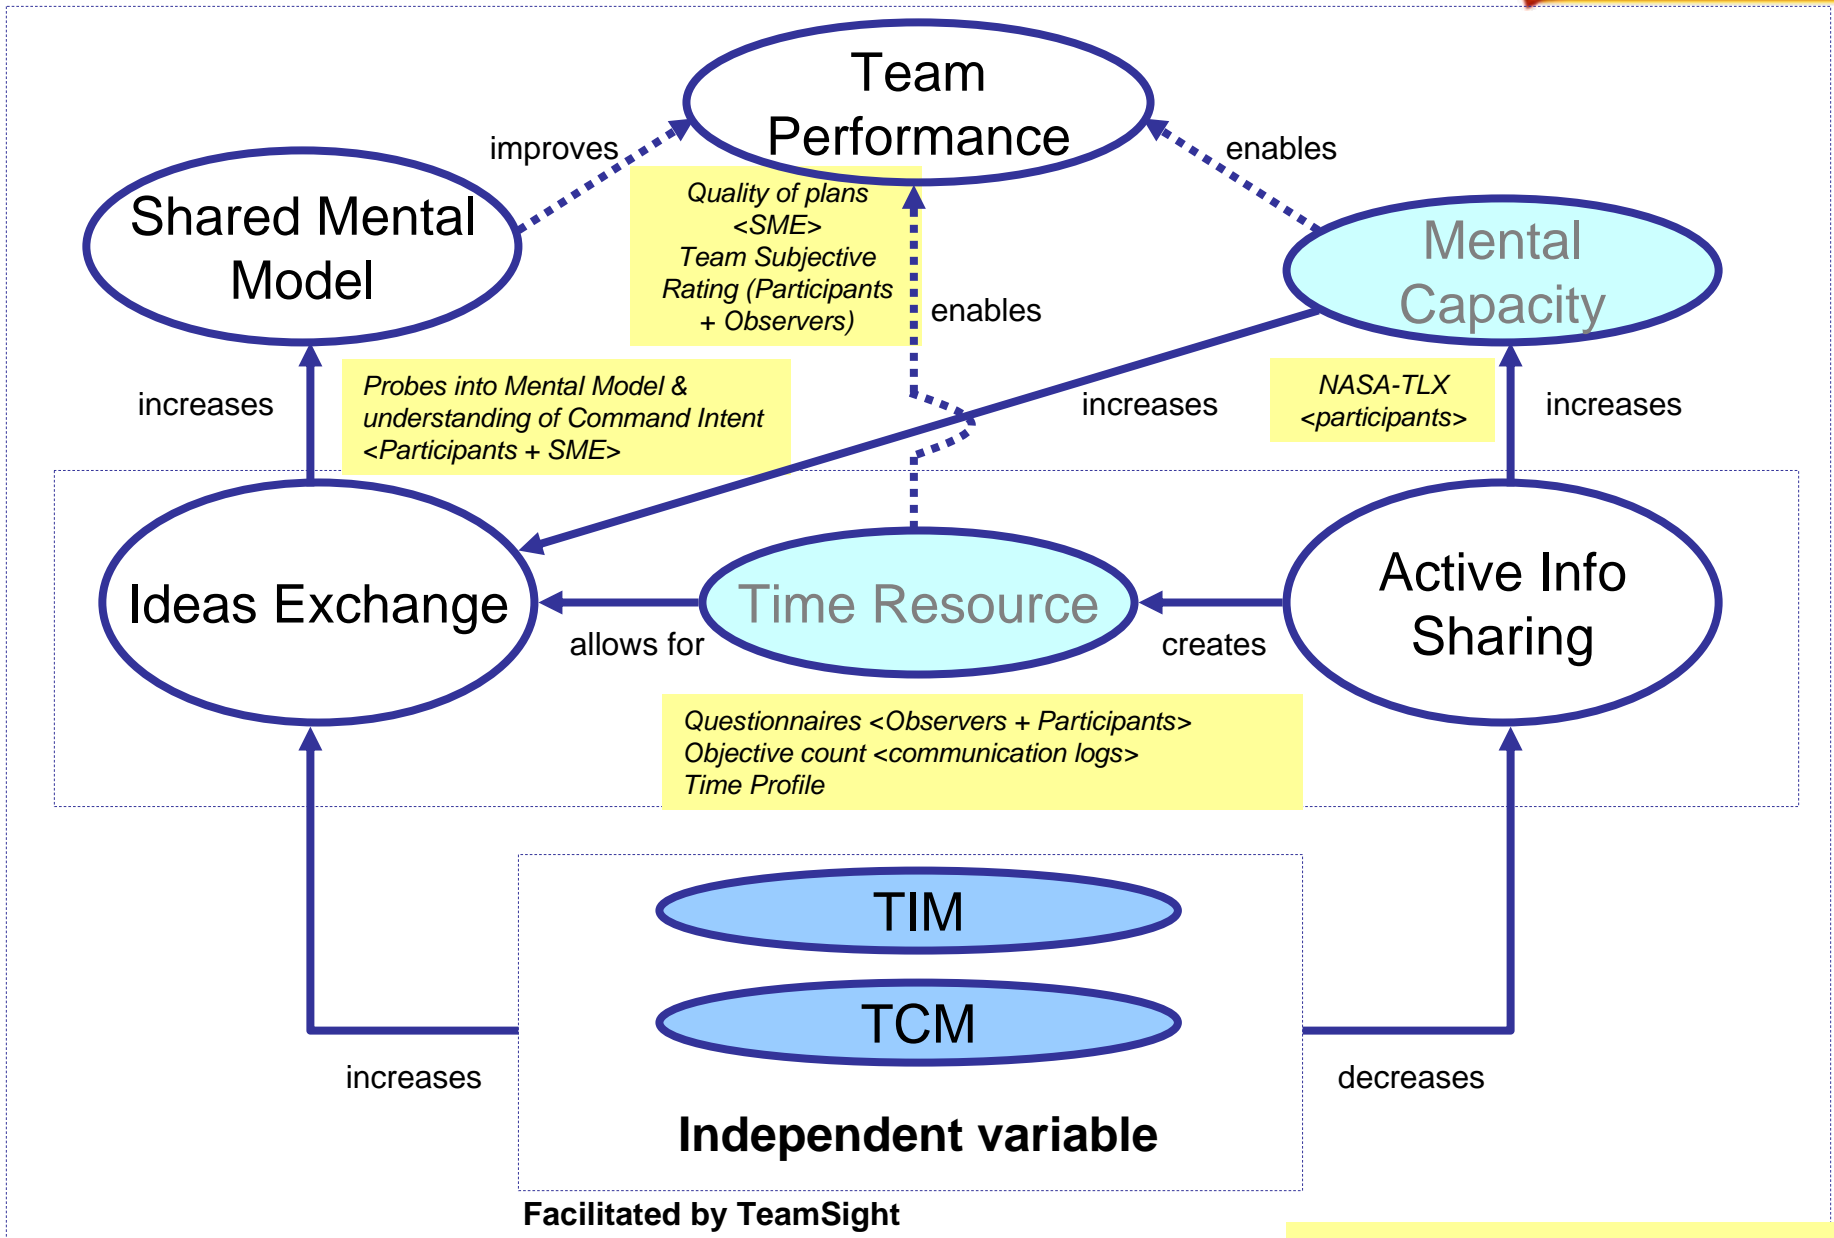 Team
Performance
improves
enables
Shared Mental
Model
Quality of plans
<SME>
Team Subjective
Rating (Participants
+ Observers)
enables
Mental
Capacity
increases
Probes into Mental Model &
understanding of Command Intent
<Participants + SME>
increases
NASA-TLX
<participants>
increases
Ideas Exchange
allows for
Time Resource
creates
Active Info
Sharing
Questionnaires <Observers + Participants>
Objective count <communication logs>
Time Profile
TIM
TCM
increases
decreases
Independent variable
Facilitated by TeamSight